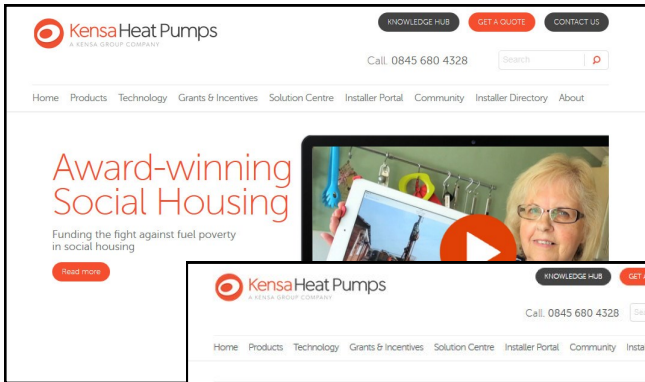 Kensa Heat Pumps
A KENSA GROUP COMPANY
KNOWLEDGE HUB GET A QUOTE CONTACT US
Call. 0845 680 4328 Search
Home Products Technology Grants & Incentives Solution Centre Installer Portal Community Installer Directory About
Award-winning
Social Housing
Funding the fight against fuel poverty
in social housing
Read more
Kensa Heat Pumps
A KENSA GROUP COMPANY
KNOWLEDGE HUB GET A
Call. 0845 680 4328 Sea
Home Products Technology Grants & Incentives Solution Centre Installer Portal Community Insta